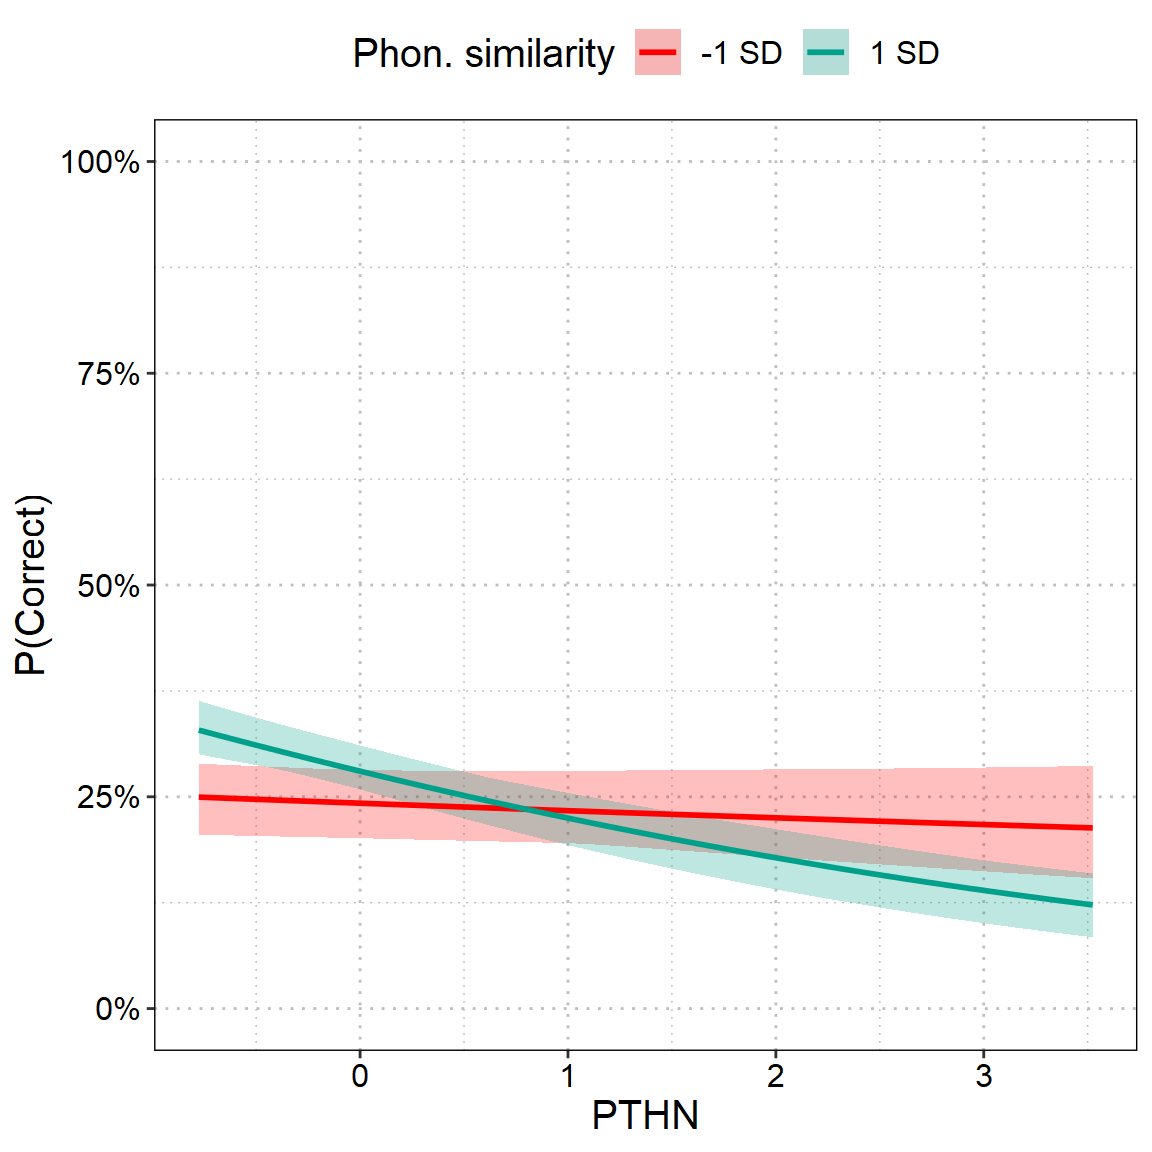 Phon. similarity -1 SD 1 SD
100%
75%
50%
25%
0%
P(Correct)
0 1 2 3
PTHN